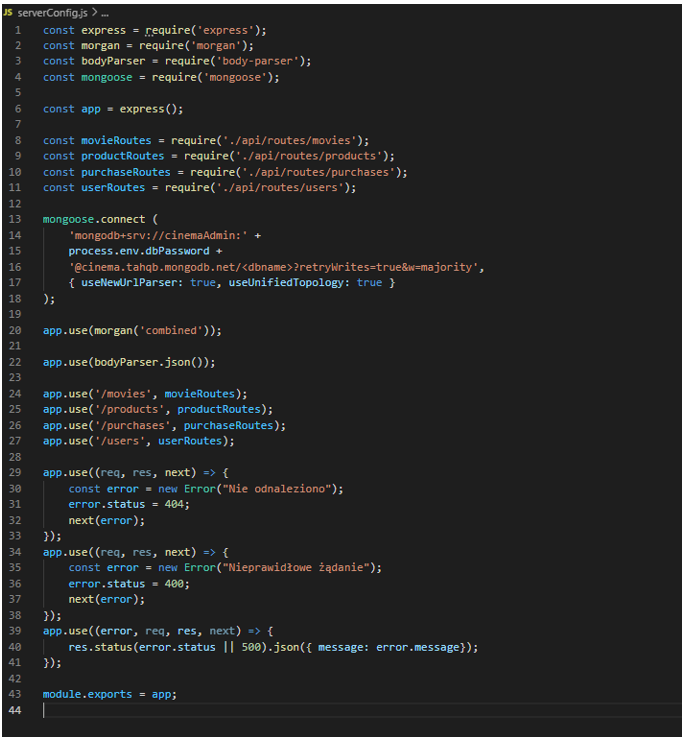 JS serverConfig.js > ...
1 const express = require('express');
2 const morgan = require('morgan');
3 const bodyParser = require('body-parser');
4 const mongoose = require('mongoose');
5
6 const app = express();
7
8 const movieRoutes = require('./api/routes/movies');
9 const productRoutes = require('./api/routes/products');
10 const purchaseRoutes = require('./api/routes/purchases');
11 const userRoutes = require('./api/routes/users');
12
13 mongoose.connect (
14     'mongodb+srv://cinemaAdmin:' +
15     process.env.dbPassword +
16     '@cinema.tahqb.mongodb.net/<dbname>?retryWrites=true&w=majority',
17     { useNewUrlParser: true, useUnifiedTopology: true }
18 );
19
20 app.use(morgan('combined'));
21
22 app.use(bodyParser.json());
23
24 app.use('/movies', movieRoutes);
25 app.use('/products', productRoutes);
26 app.use('/purchases', purchaseRoutes);
27 app.use('/users', userRoutes);
28
29 app.use((req, res, next) => {
30     const error = new Error("Nie odnaleziono");
31     error.status = 404;
32     next(error);
33 });
34 app.use((req, res, next) => {
35     const error = new Error("Nieprawidłowe żądanie");
36     error.status = 400;
37     next(error);
38 });
39 app.use((error, req, res, next) => {
40     res.status(error.status || 500).json({ message: error.message});
41 });
42
43 module.exports = app;
44